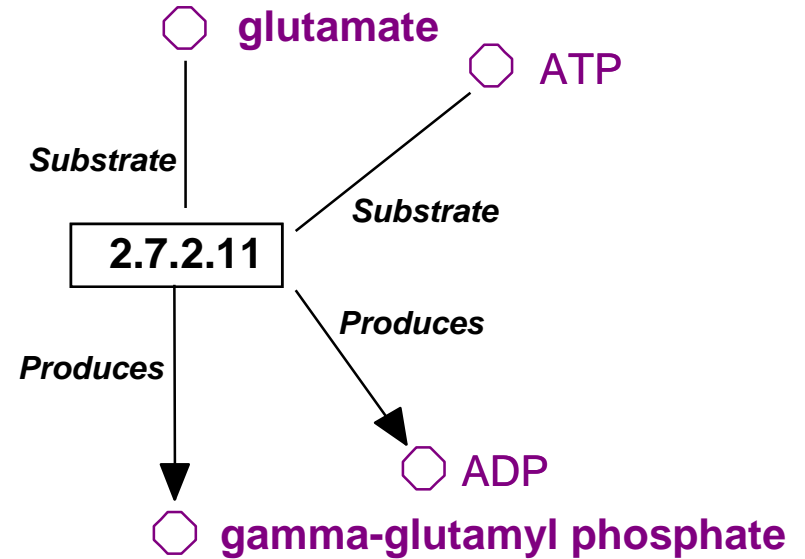 glutamate
ATP
Substrate
Substrate
2.7.2.11
Produces
Produces
ADP
gamma-glutamyl phosphate